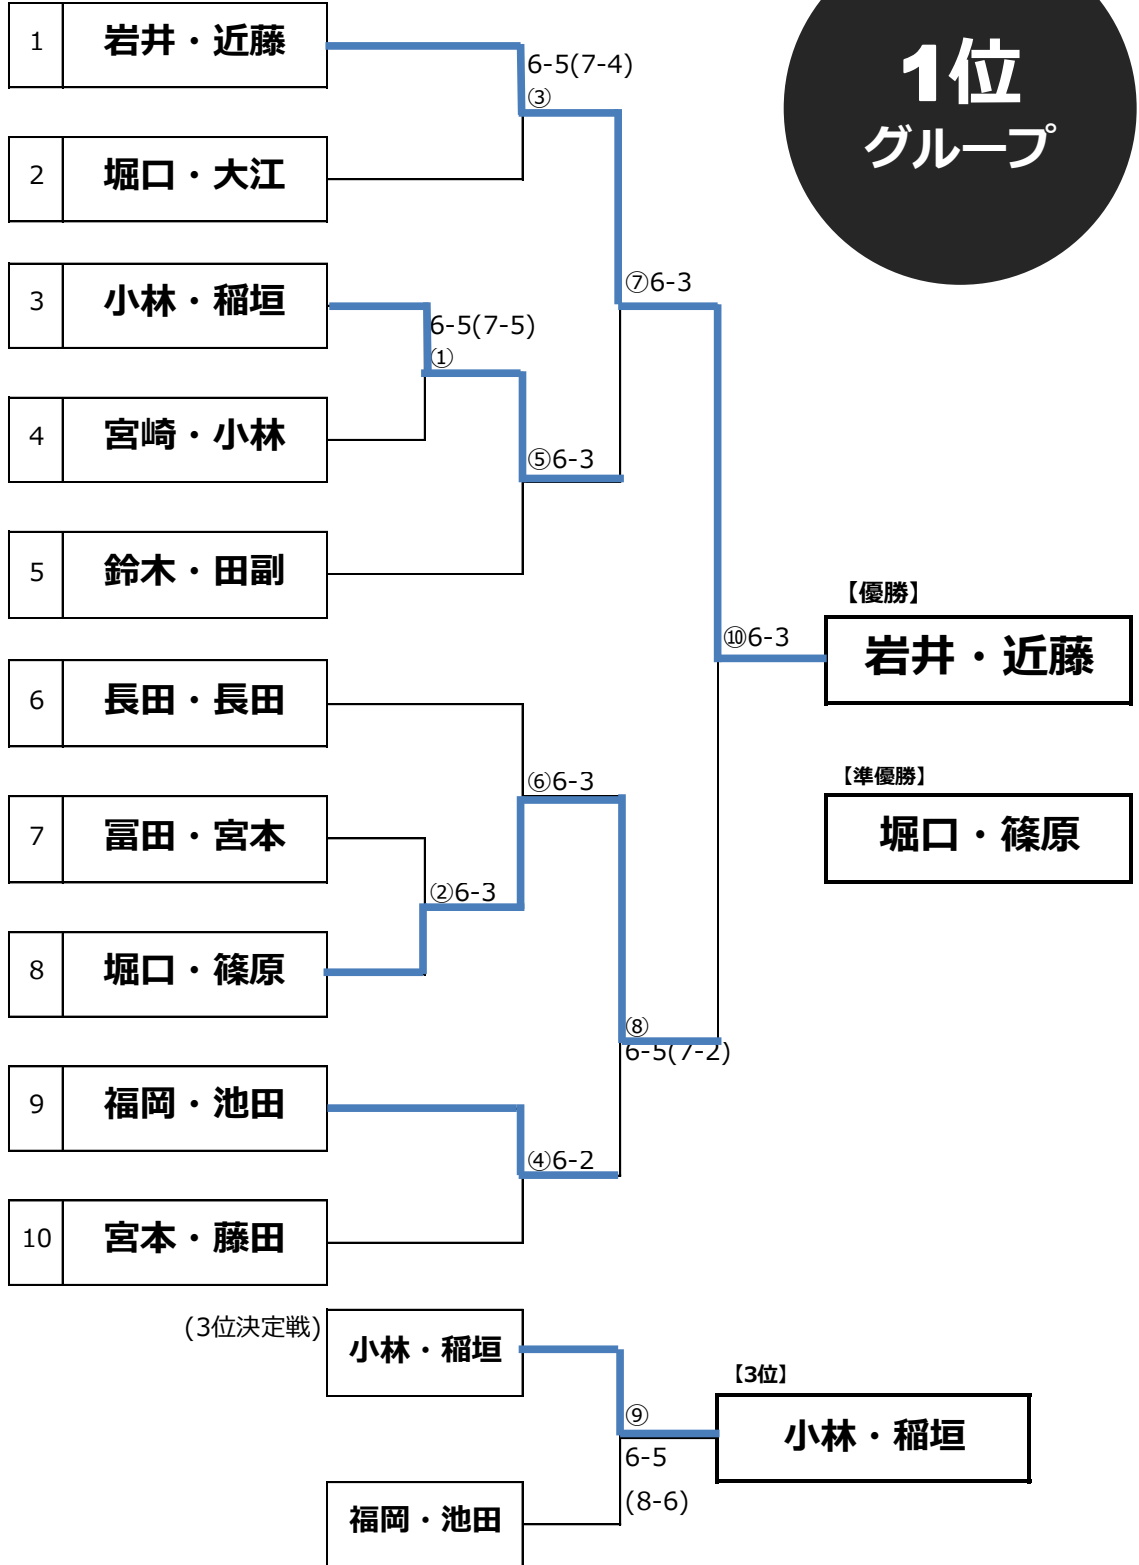 1位
グループ
1 岩井・近藤
6-5(7-4)
③
2 堀口・大江
⑦6-3
3 小林・稲垣
6-5(7-5)
①
4 宮崎・小林
⑤6-3
5 鈴木・田副
【優勝】
⑩6-3
岩井・近藤
6 長田・長田
⑥6-3
【準優勝】
堀口・篠原
7 冨田・宮本
②6-3
8 堀口・篠原
⑧
6-5(7-2)
9 福岡・池田
④6-2
10 宮本・藤田
(3位決定戦)
小林・稲垣
【3位】
⑨
小林・稲垣
6-5
(8-6)
福岡・池田